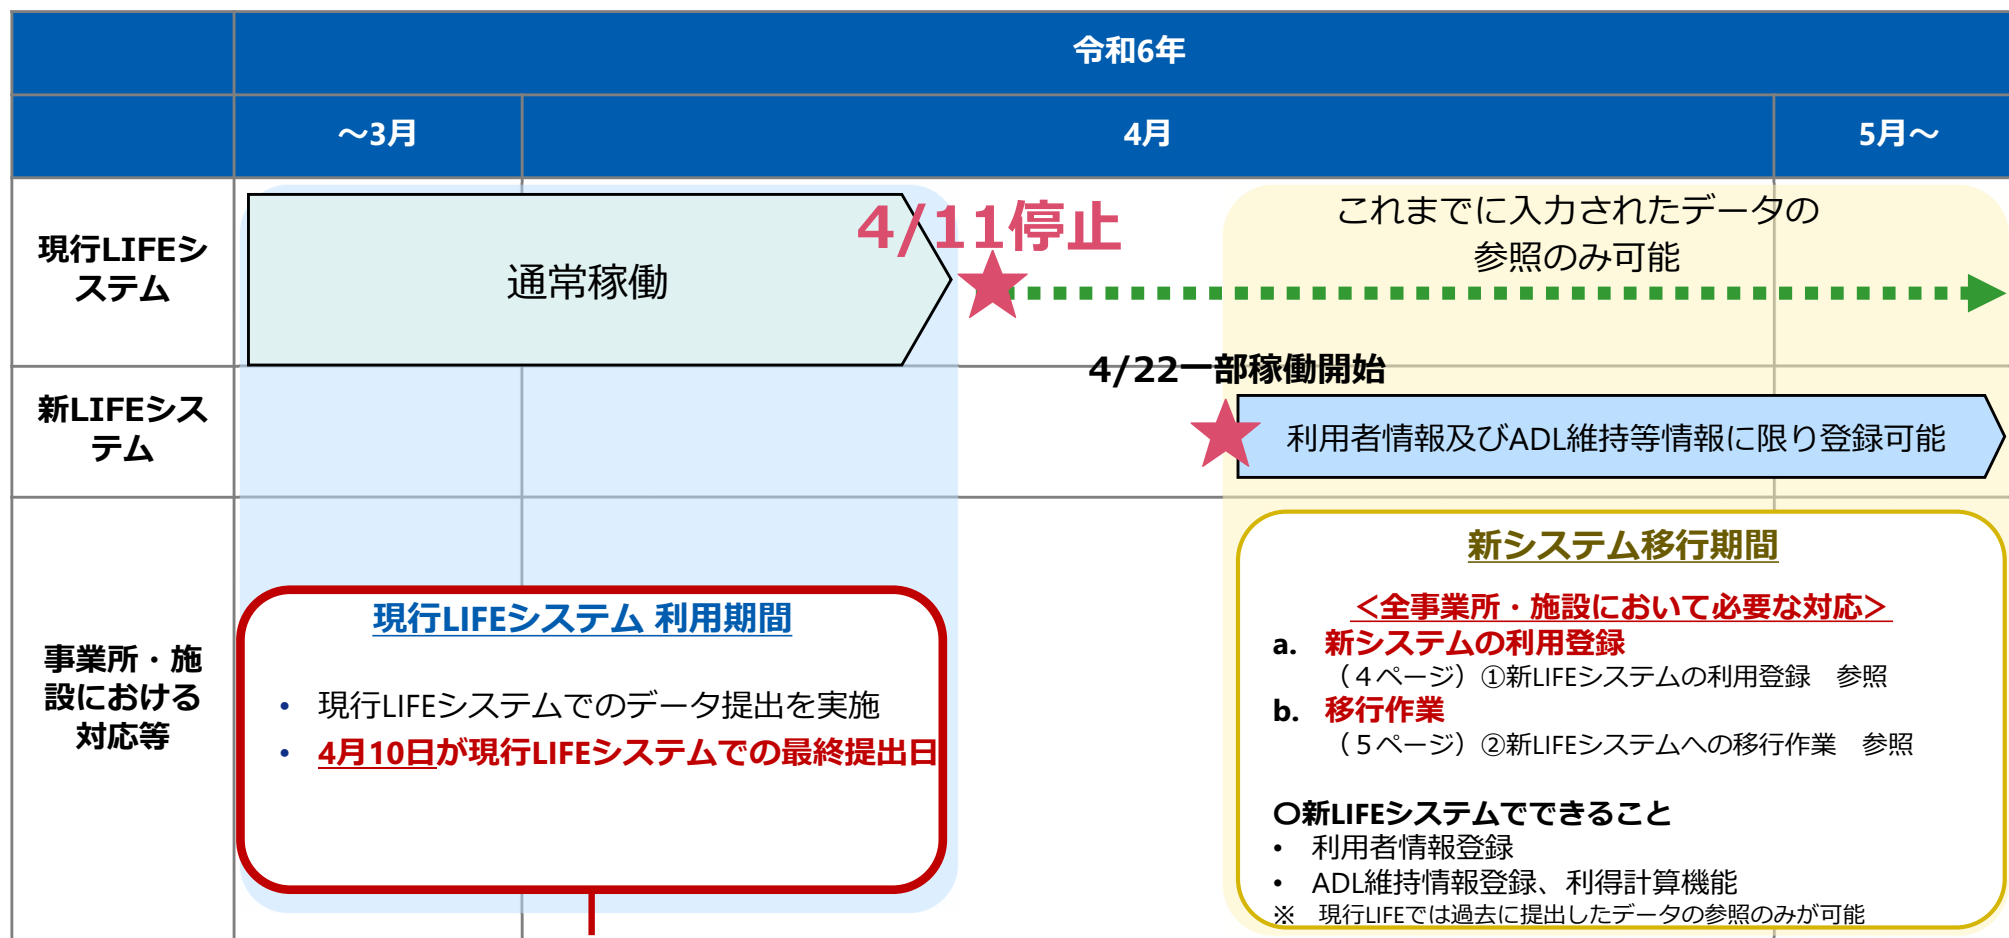 令和6年
～3月
4月
5月～
現行LIFEシ
ステム
通常稼働
4/11停止
これまでに入力されたデータの
参照のみ可能
新LIFEシス
テム
4/22一部稼働開始
利用者情報及びADL維持等情報に限り登録可能
事業所・施
設における
対応等
現行LIFEシステム 利用期間
• 現行LIFEシステムでのデータ提出を実施
• 4月10日が現行LIFEシステムでの最終提出日
新システム移行期間
＜全事業所・施設において必要な対応＞
a. 新システムの利用登録
（４ページ）①新LIFEシステムの利用登録　参照
b. 移行作業
（５ページ）②新LIFEシステムへの移行作業　参照
〇新LIFEシステムでできること
• 利用者情報登録
• ADL維持情報登録、利得計算機能
※　現行LIFEでは過去に提出したデータの参照のみが可能